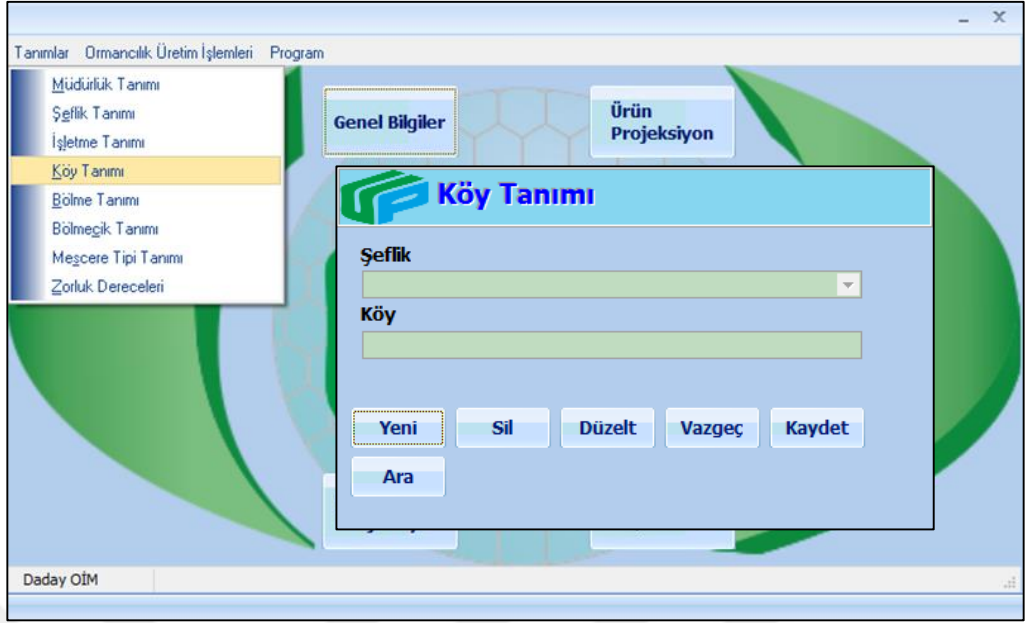 Tanımlar Ormancılık Üretim İşlemleri Program
Müdürlük Tanımı
Şeflik Tanımı
İşletme Tanımı
Köy Tanımı
Bölme Tanımı
Bölmeçik Tanımı
Meşcere Tipi Tanımı
Zorluk Dereceleri
Genel Bilgiler
Ürün
Projeksiyon
Köy Tanımı
Şeflik
Köy
Yeni Sil Düzelt Vazgeç Kaydet
Ara
Daday OİM